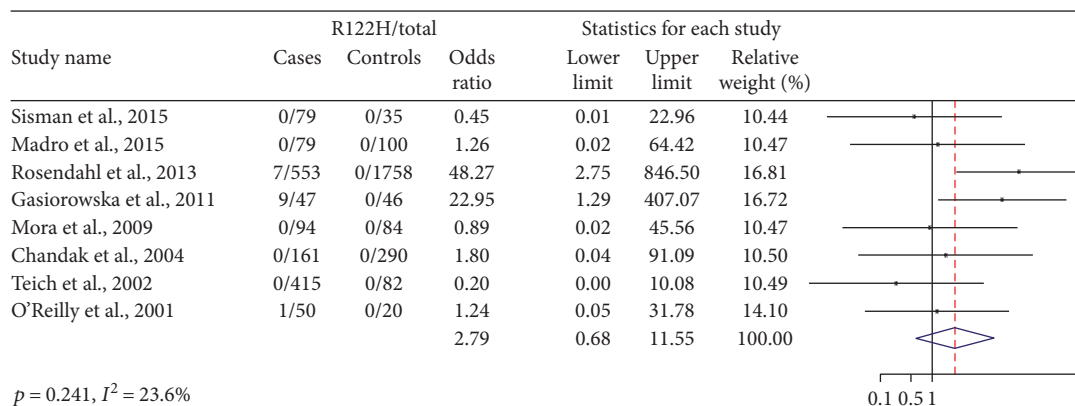 R122H/total Statistics for each study
Study name Cases Controls Odds ratio Lower limit Upper limit Relative weight (%)
Sisman et al., 2015 0/79 0/35 0.45 0.01 22.96 10.44
Madro et al., 2015 0/79 0/100 1.26 0.02 64.42 10.47
Rosendahl et al., 2013 7/553 0/1758 48.27 2.75 846.50 16.81
Gasiorowska et al., 2011 9/47 0/46 22.95 1.29 407.07 16.72
Mora et al., 2009 0/94 0/84 0.89 0.02 45.56 10.47
Chandak et al., 2004 0/161 0/290 1.80 0.04 91.09 10.50
Teich et al., 2002 0/415 0/82 0.20 0.00 10.08 10.49
O'Reilly et al., 2001 1/50 0/20 1.24 0.05 31.78 14.10
2.79 0.68 11.55 100.00
p = 0.241, I² = 23.6%
0.1 0.5 1